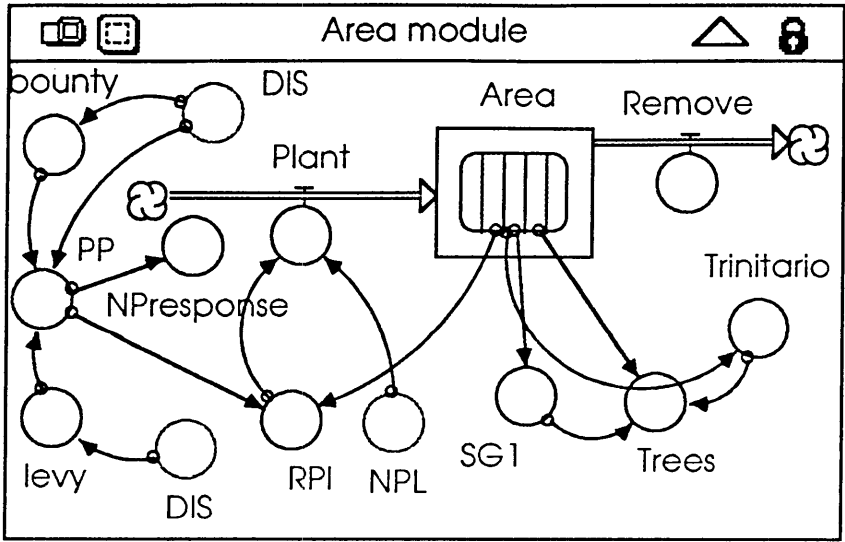 Area module
bounty
DIS
Area
Remove
Plant
PP
Trinitario
NPresponse
SG1
Trees
levy
RPI
NPL
DIS